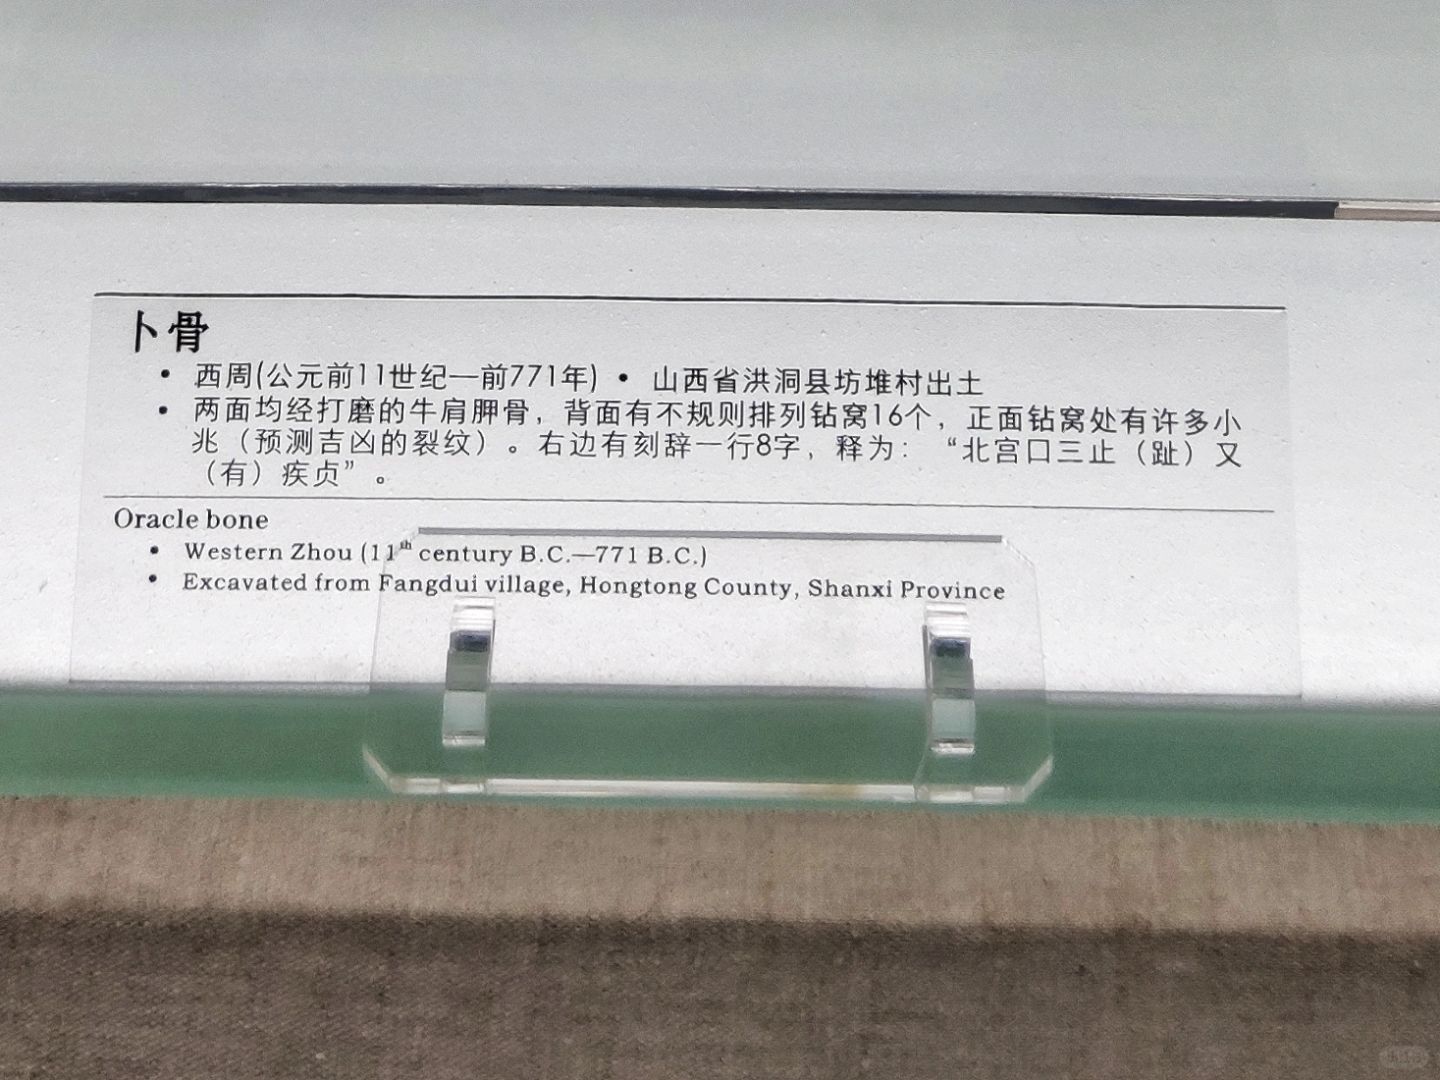 卜骨
• 西周(公元前11世纪—前771年) • 山西省洪洞县坊堆村出土
• 两面均经打磨的牛肩胛骨，背面有不规则排列钻窝16个，正面钻窝处有许多小
兆（预测吉凶的裂纹）。右边有刻辞一行8字，释为：“北宫口三止（趾）又
（有）疾贞”。
Oracle bone
• Western Zhou (11th century B.C.—771 B.C.)
• Excavated from Fangdui village, Hongtong County, Shanxi Province